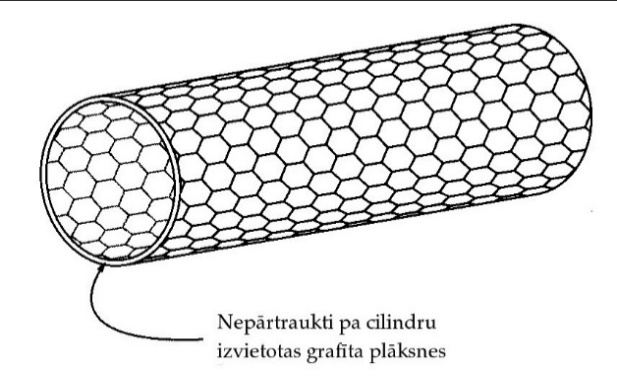 Nepārtraukti pa cilindru
izvietotas grafīta plāksnes